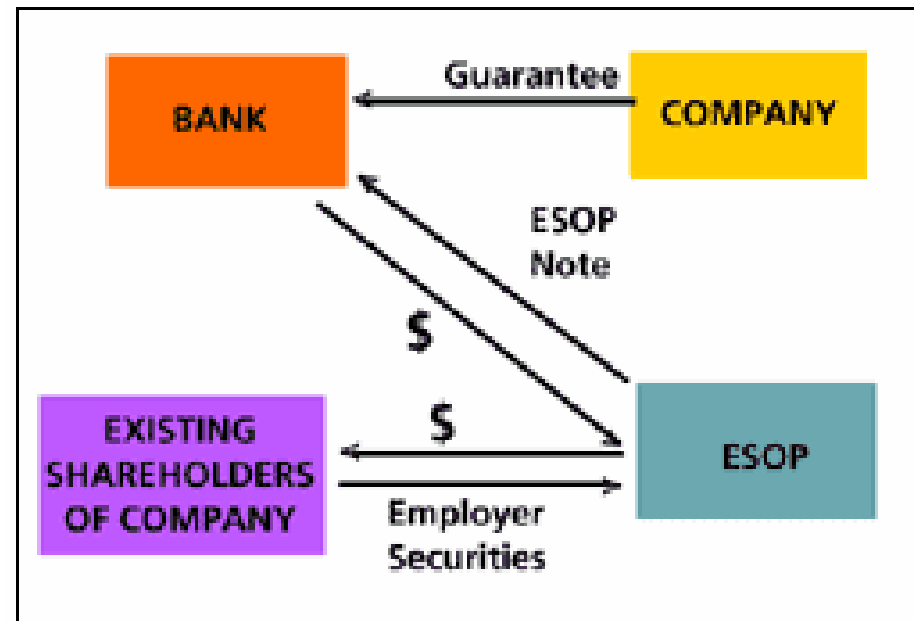 Guarantee
BANK
COMPANY
ESOP
Note
$
$
EXISTING
SHAREHOLDERS
OF COMPANY
ESOP
Employer
Securities